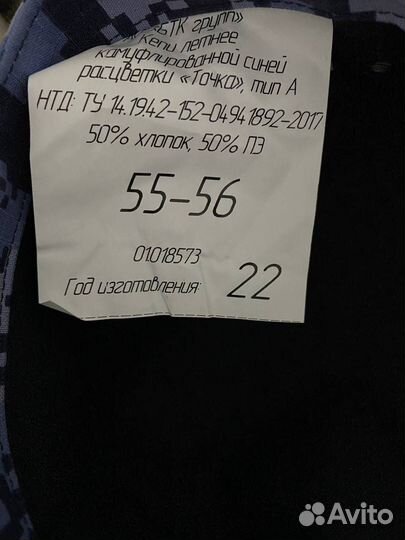 «БТК групп»
Кепи летнее
камуфлированной синей
расцветки «Точка», тип А
НТД: ТУ 14.19.42-152-04941892-2017
50% хлопок, 50% ПЭ
55-56
01.018573
Год изготовления: 22
Avito